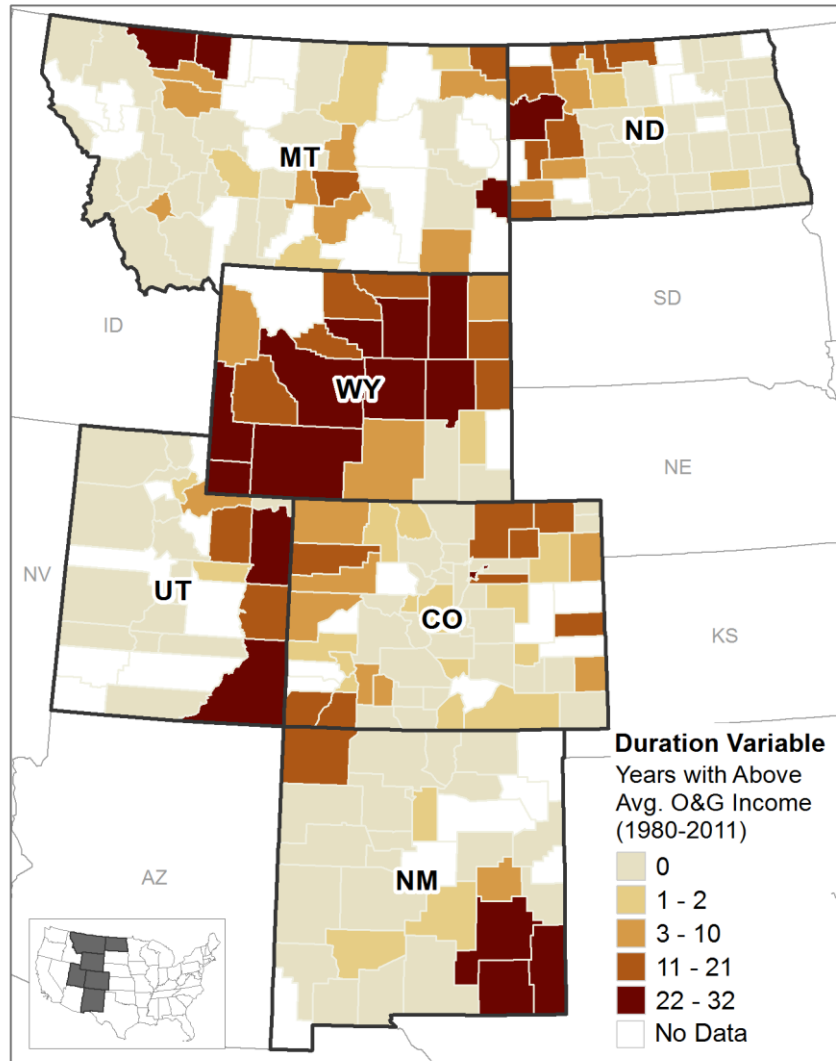 MT
ND
ID
SD
WY
NE
NV
UT
CO
KS
AZ
NM
Duration Variable
Years with Above
Avg. O&G Income
(1980-2011)
0
1 - 2
3 - 10
11 - 21
22 - 32
No Data